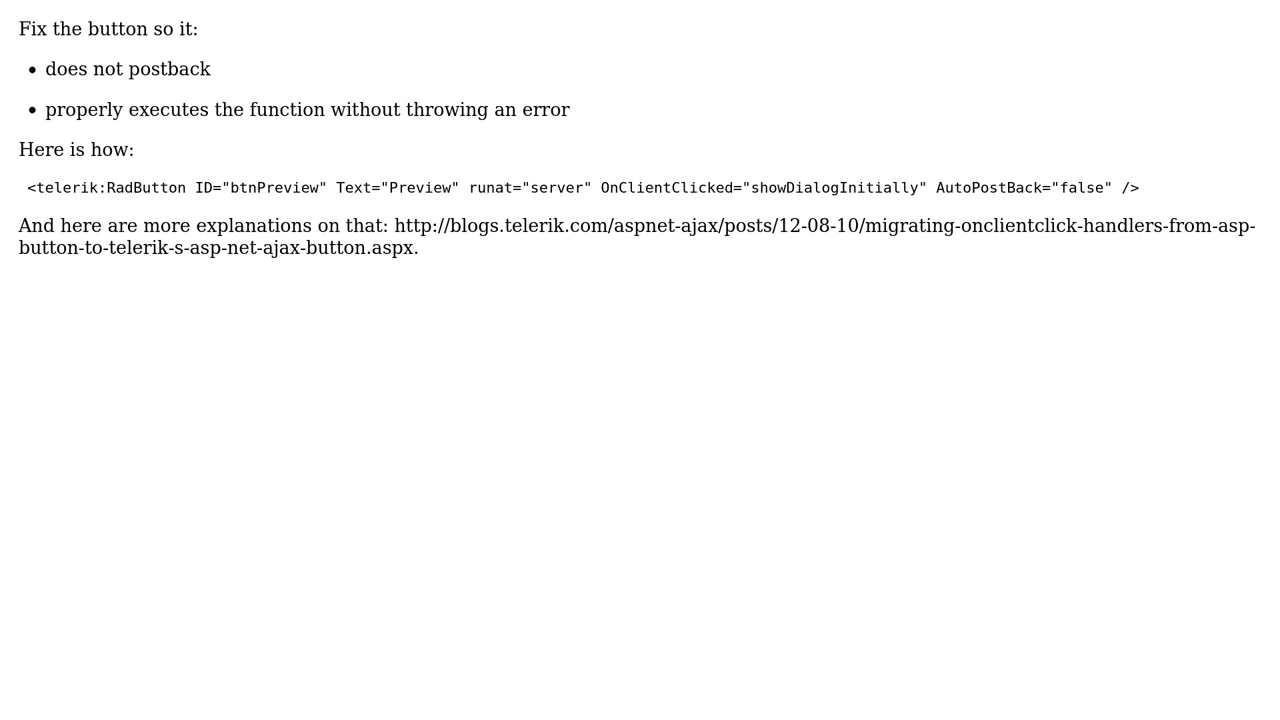 Fix the button so it:
• does not postback
• properly executes the function without throwing an error
Here is how:
<telerik:RadButton ID="btnPreview" Text="Preview" runat="server" OnClientClicked="showDialogInitially" AutoPostBack="false" />
And here are more explanations on that: http://blogs.telerik.com/aspnet-ajax/posts/12-08-10/migrating-onclientclick-handlers-from-asp-
button-to-telerik-s-asp-net-ajax-button.aspx.